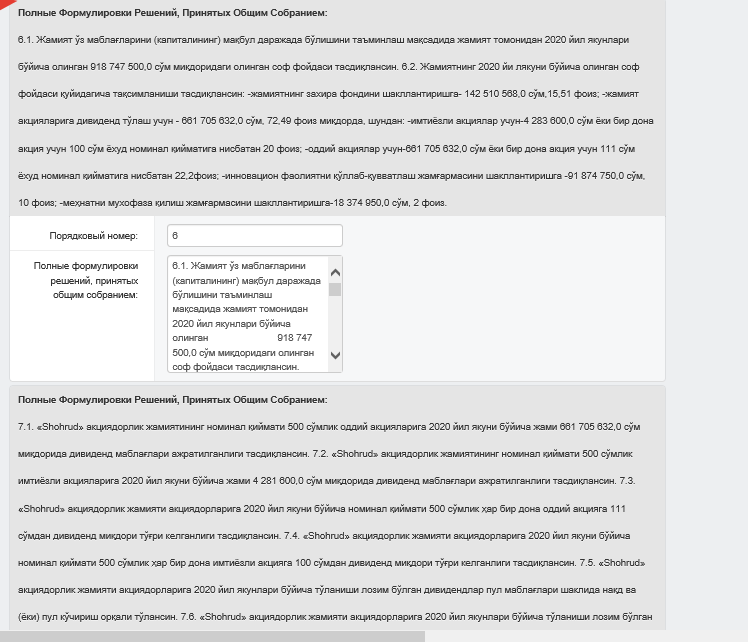 Полные Формулировки Решений, Принятых Общим Собранием:
6.1. Жамият ўз маблағларини (капиталининг) мақбул даражада бўлишини таъминлаш мақсадида жамият томонидан 2020 йил якунлари
бўйича олинган 918 747 500,0 сўм миқдоридаги олинган соф фойдаси тасдиқлансин. 6.2. Жамиятнинг 2020 йи лякуни бўйича олинган соф
фойдаси қуйидагича тақсимланиши тасдиқлансин: -жамиятнинг захира фондини шакллантиришга- 142 510 568,0 сўм,15,51 фоиз; -жамият
акцияларига дивиденд тўлаш учун - 661 705 632,0 сўм, 72,49 фоиз миқдорда, шундан: -имтиёзли акциялар учун-4 283 600,0 сўм ёки бир дона
акция учун 100 сўм ёхуд номинал қийматига нисбатан 20 фоиз; -оддий акциялар учун-661 705 632,0 сўм ёки бир дона акция учун 111 сўм
ёхуд номинал қийматига нисбатан 22,2фоиз; -инновацион фаолиятни қўллаб-қувватлаш жамғармасини шакллантиришга -91 874 750,0 сўм,
10 фоиз; -меҳнатни мухофаза қилиш жамғармасини шакллантиришга-18 374 950,0 сўм, 2 фоиз.
Порядковый номер:
6
Полные формулировки
решений, принятых
общим собранием:
6.1. Жамият ўз маблағларини
(капиталининг) мақбул даражада
бўлишини таъминлаш
мақсадида жамият томонидан
2020 йил якунлари бўйича
олинган 918 747
500,0 сўм миқдоридаги олинган
соф фойдаси тасдиқлансин.
Полные Формулировки Решений, Принятых Общим Собранием:
7.1. «Shohrud» акциядорлик жамиятининг номинал қиймати 500 сўмлик оддий акцияларига 2020 йил якуни бўйича жами 661 705 632,0 сўм
миқдорида дивиденд маблағлари ажратилганлиги тасдиқлансин. 7.2. «Shohrud» акциядорлик жамиятининг номинал қиймати 500 сўмлик
имтиёзли акцияларига 2020 йил якуни бўйича жами 4 281 600,0 сўм миқдорида дивиденд маблағлари ажратилганлиги тасдиқлансин. 7.3.
«Shohrud» акциядорлик жамияти акциядорларига 2020 йил якуни бўйича номинал қиймати 500 сўмлик ҳар бир дона оддий акцияга 111
сўмдан дивиденд миқдори тўғри келганлиги тасдиқлансин. 7.4. «Shohrud» акциядорлик жамияти акциядорларига 2020 йил якуни бўйича
номинал қиймати 500 сўмлик ҳар бир дона имтиёзли акцияга 100 сўмдан дивиденд миқдори тўғри келганлиги тасдиқлансин. 7.5. «Shohrud»
акциядорлик жамияти акциядорларига 2020 йил якунлари бўйича тўланиши лозим бўлган дивидендлар пул маблағлари шаклида нақд ва
(ёки) пул кўчириш орқали тўлансин. 7.6. «Shohrud» акциядорлик жамияти акциядорларига 2020 йил якунлари бўйича тўланиши лозим бўлган